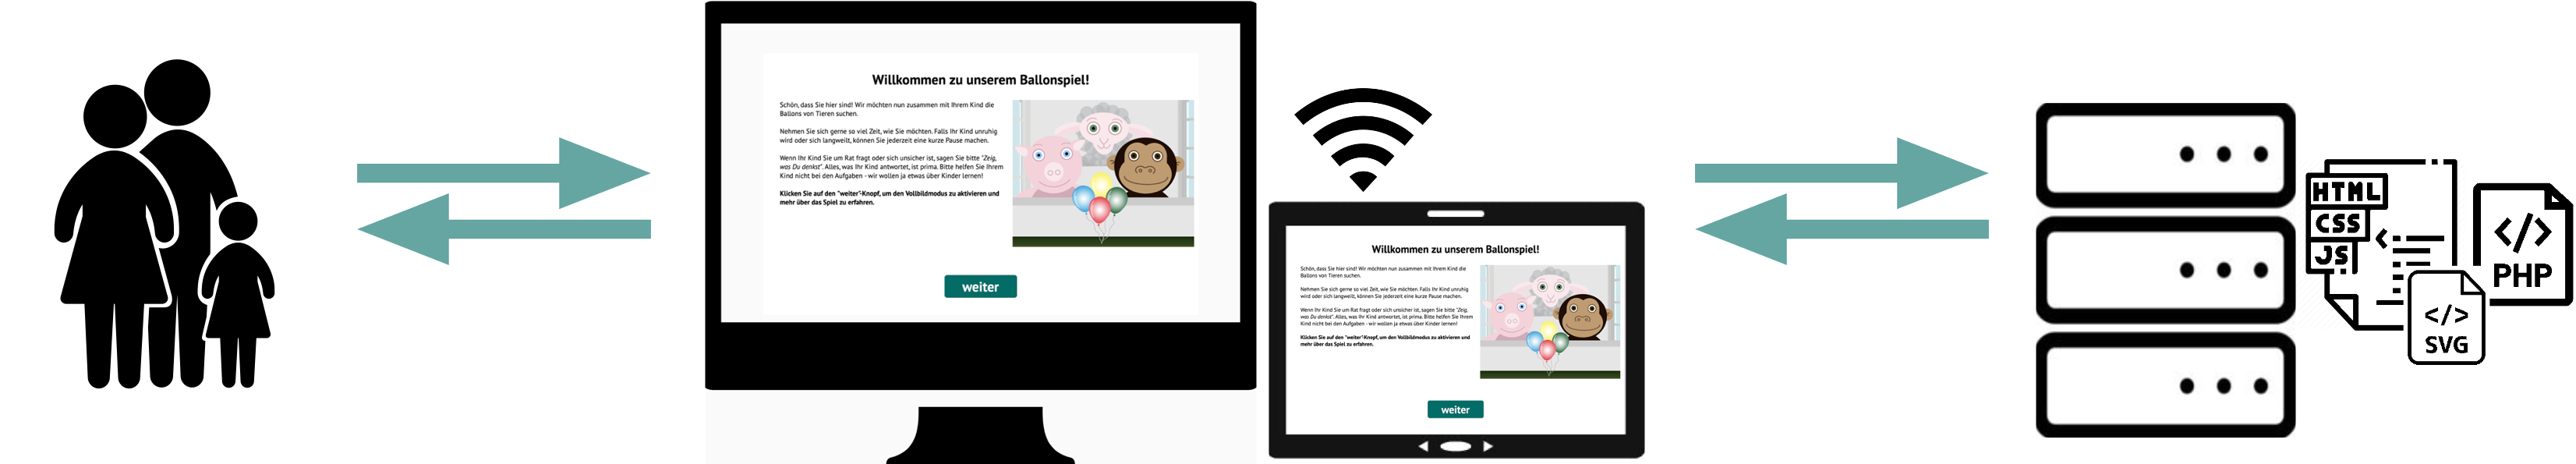 Willkommen zu unserem Ballonspiel!
Schön, dass Sie hier sind! Wir möchten nun zusammen mit Ihrem Kind die
Ballons von Tieren suchen.
Nehmen Sie sich gerne so viel Zeit, wie Sie möchten. Falls Ihr Kind unruhig
wird oder sich langweilt, können Sie jederzeit eine kurze Pause machen.
Wenn Ihr Kind Sie um Rat fragt oder sich unsicher ist, sagen Sie bitte "Zeig,
was Du denkst". Alles, was Ihr Kind antwortet, ist prima. Bitte helfen Sie Ihrem
Kind nicht bei den Aufgaben - wir wollen ja etwas über Kinder lernen!
Klicken Sie auf den "weiter"-Knopf, um den Vollbildmodus zu aktivieren und
mehr über das Spiel zu erfahren.
weiter
Willkommen zu unserem Ballonspiel!
Schön, dass Sie hier sind! Wir möchten nun zusammen mit Ihrem Kind die
Ballons von Tieren suchen.
Nehmen Sie sich gerne so viel Zeit, wie Sie möchten. Falls Ihr Kind unruhig
wird oder sich langweilt, können Sie jederzeit eine kurze Pause machen.
Wenn Ihr Kind Sie um Rat fragt oder sich unsicher ist, sagen Sie bitte "Zeig,
was Du denkst". Alles, was Ihr Kind antwortet, ist prima. Bitte helfen Sie Ihrem
Kind nicht bei den Aufgaben - wir wollen ja etwas über Kinder lernen!
Klicken Sie auf den "weiter"-Knopf, um den Vollbildmodus zu aktivieren und
mehr über das Spiel zu erfahren.
weiter
HTML
CSS
JS
</>
PHP
</>
SVG